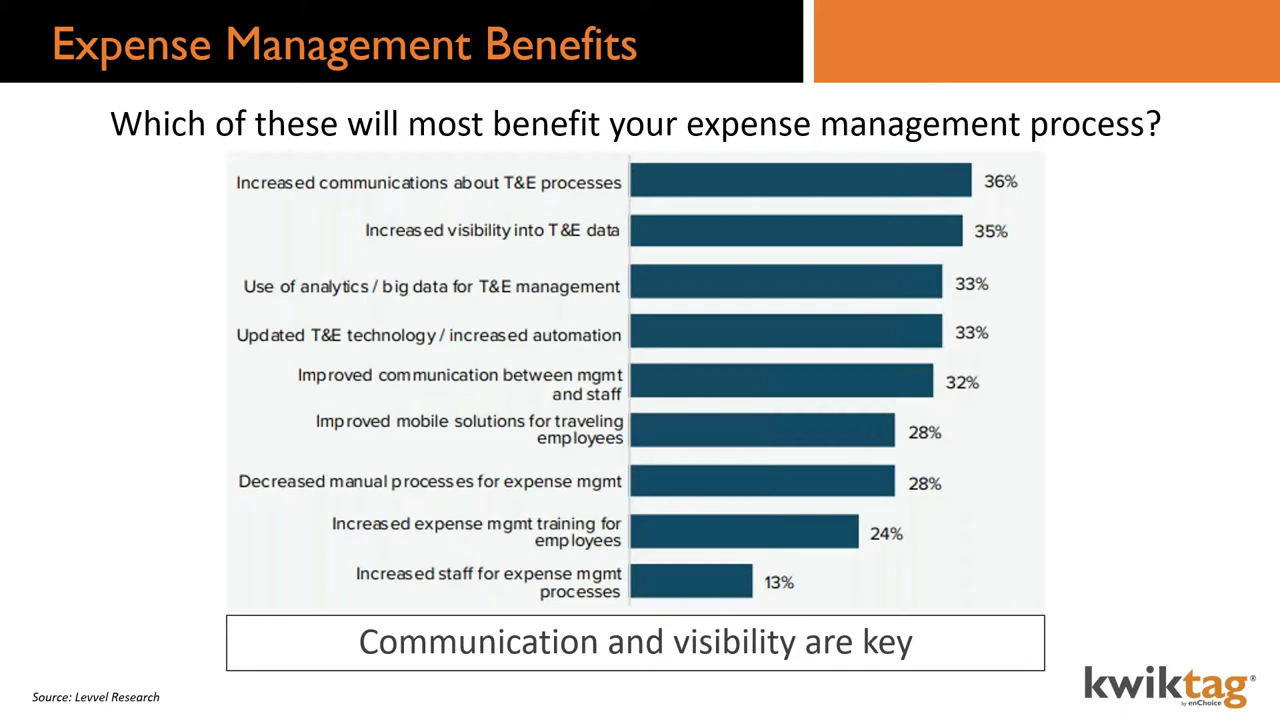 Expense Management Benefits
Which of these will most benefit your expense management process?
Increased communications about T&E processes
36%
Increased visibility into T&E data
35%
Use of analytics / big data for T&E management
33%
Updated T&E technology / increased automation
33%
Improved communication between mgmt
and staff
32%
Improved mobile solutions for traveling
employees
28%
Decreased manual processes for expense mgmt
28%
Increased expense mgmt training for
employees
24%
Increased staff for expense mgmt
processes
13%
Communication and visibility are key
Source: Levvel Research
kwiktag®
by enChoice